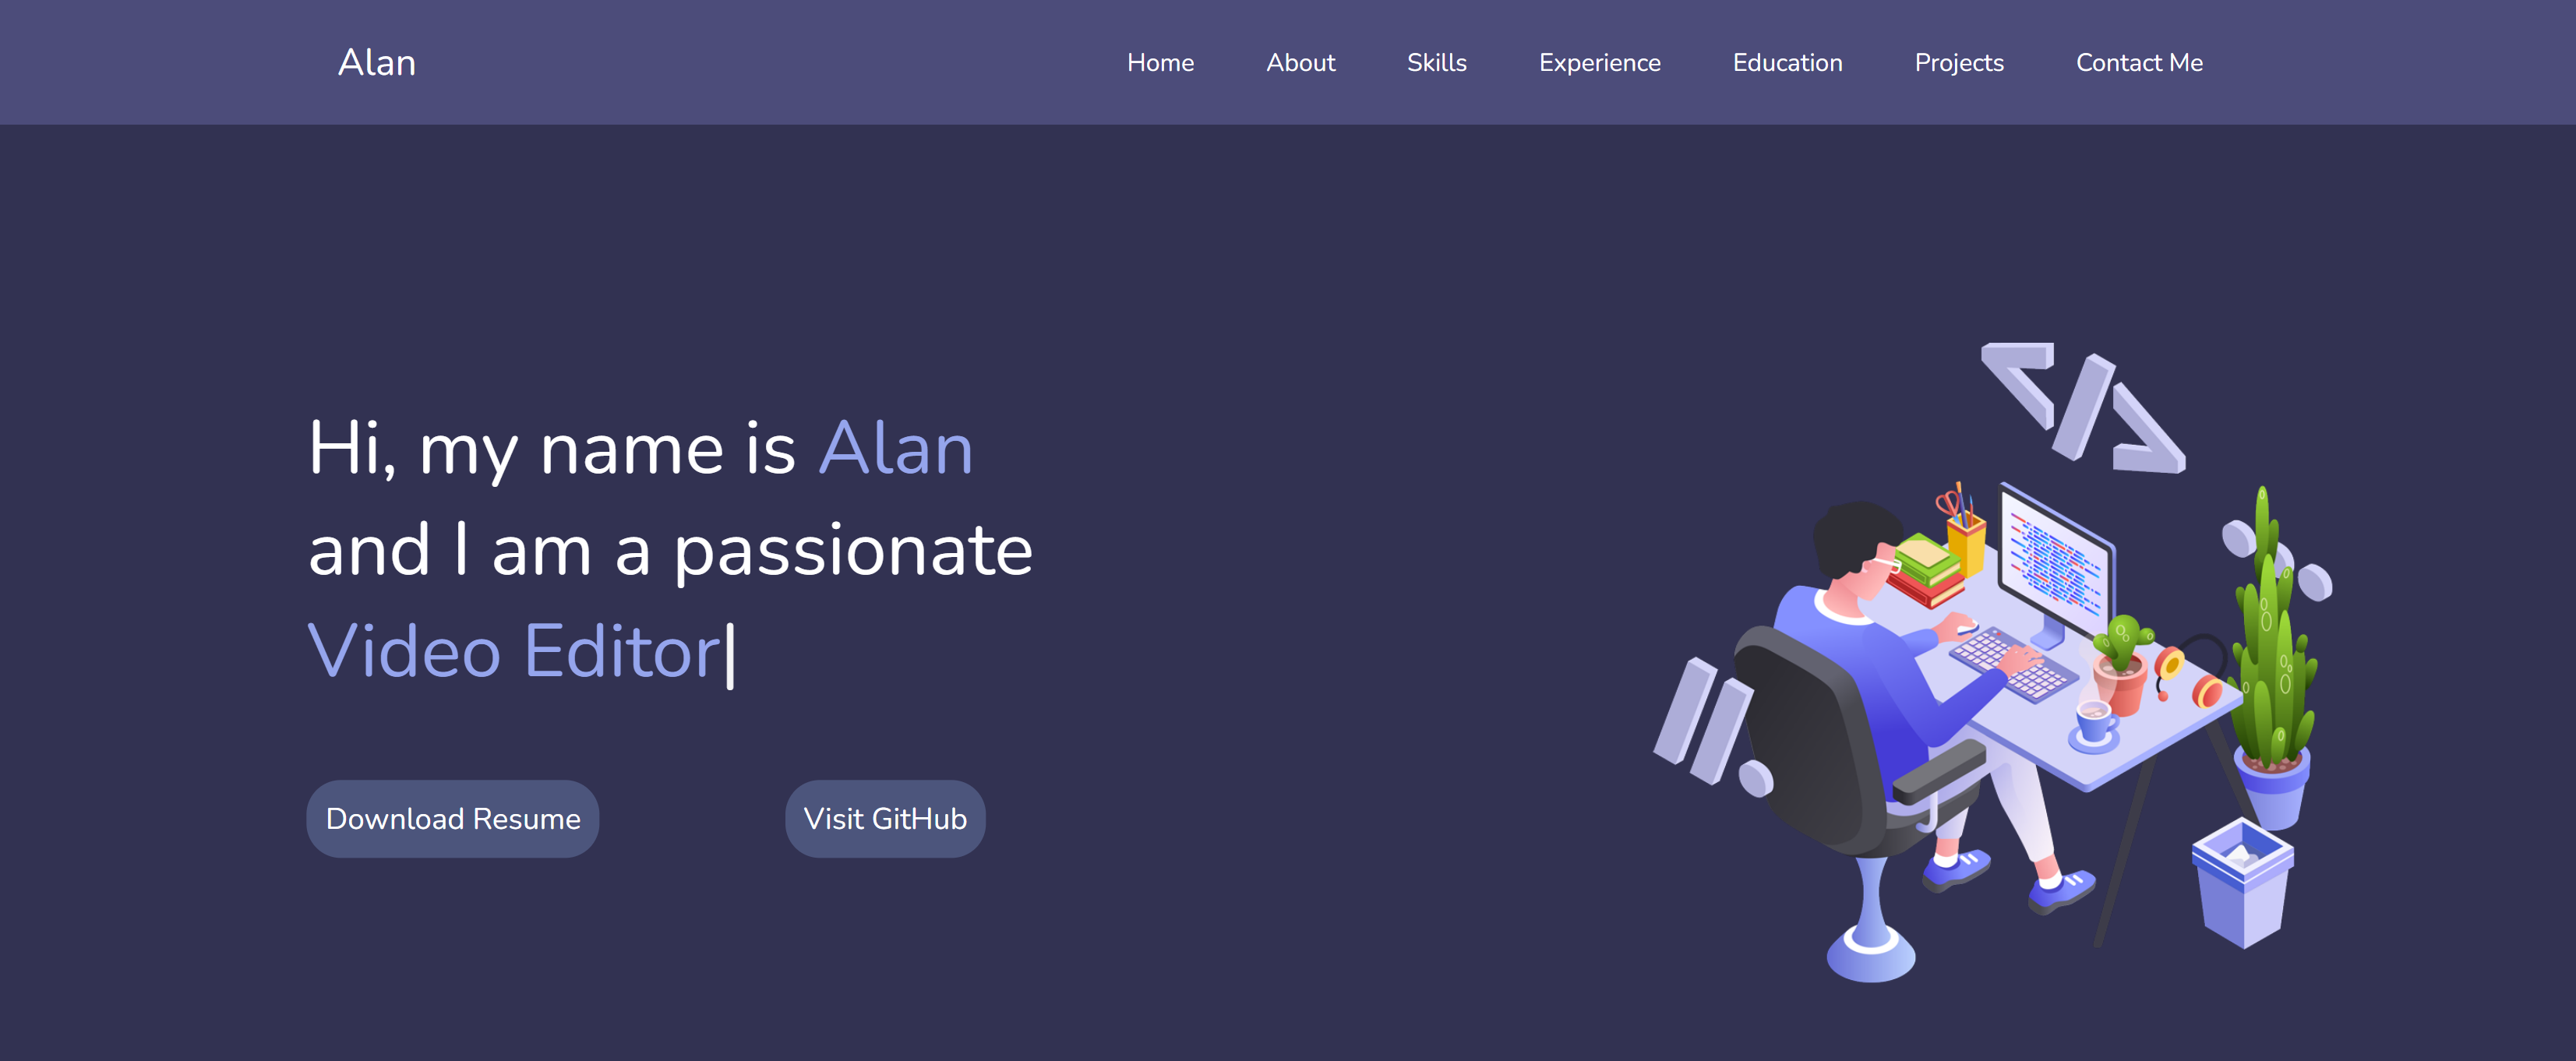 Alan
Home About Skills Experience Education Projects Contact Me
Hi, my name is Alan
and I am a passionate
Video Editor|
Download Resume Visit GitHub